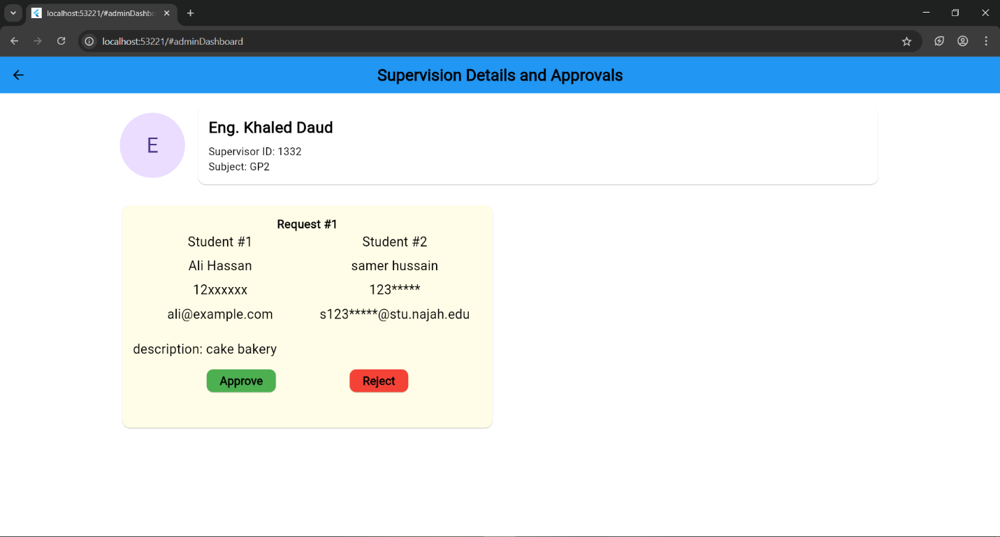 localhost:53221/#adminDashbo
localhost:53221/#adminDashboard
Supervision Details and Approvals
E
Eng. Khaled Daud
Supervisor ID: 1332
Subject: GP2
Request #1
Student #1 Student #2
Ali Hassan samer hussain
12xxxxxx 123*****
ali@example.com s123*****@stu.najah.edu
description: cake bakery
Approve Reject